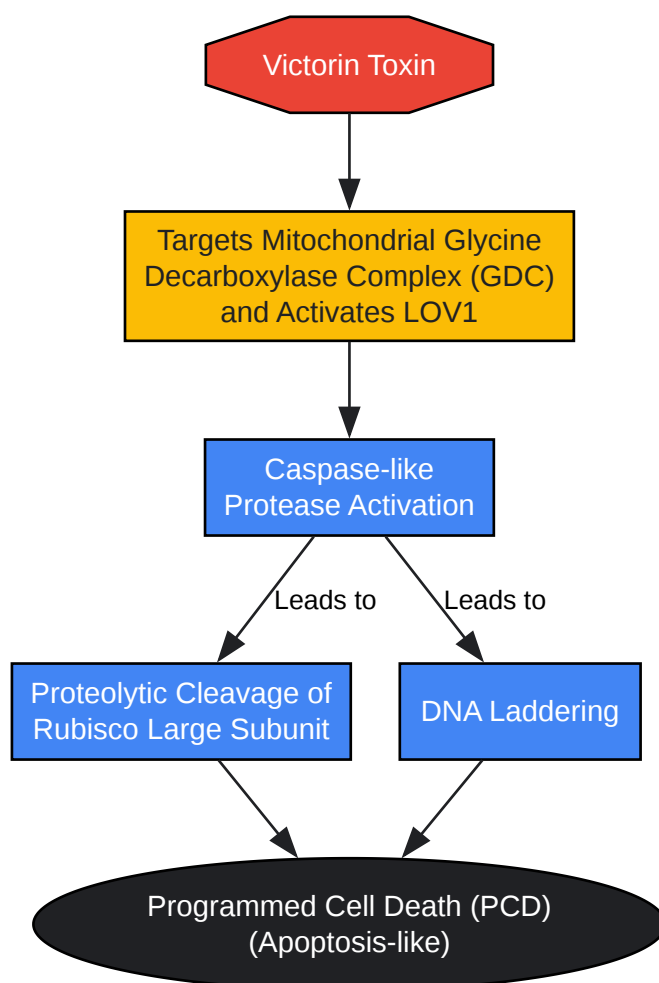 Victorin Toxin
Targets Mitochondrial Glycine
Decarboxylase Complex (GDC)
and Activates LOV1
Caspase-like
Protease Activation
Leads to
Leads to
Proteolytic Cleavage of
Rubisco Large Subunit
DNA Laddering
Programmed Cell Death (PCD)
(Apoptosis-like)